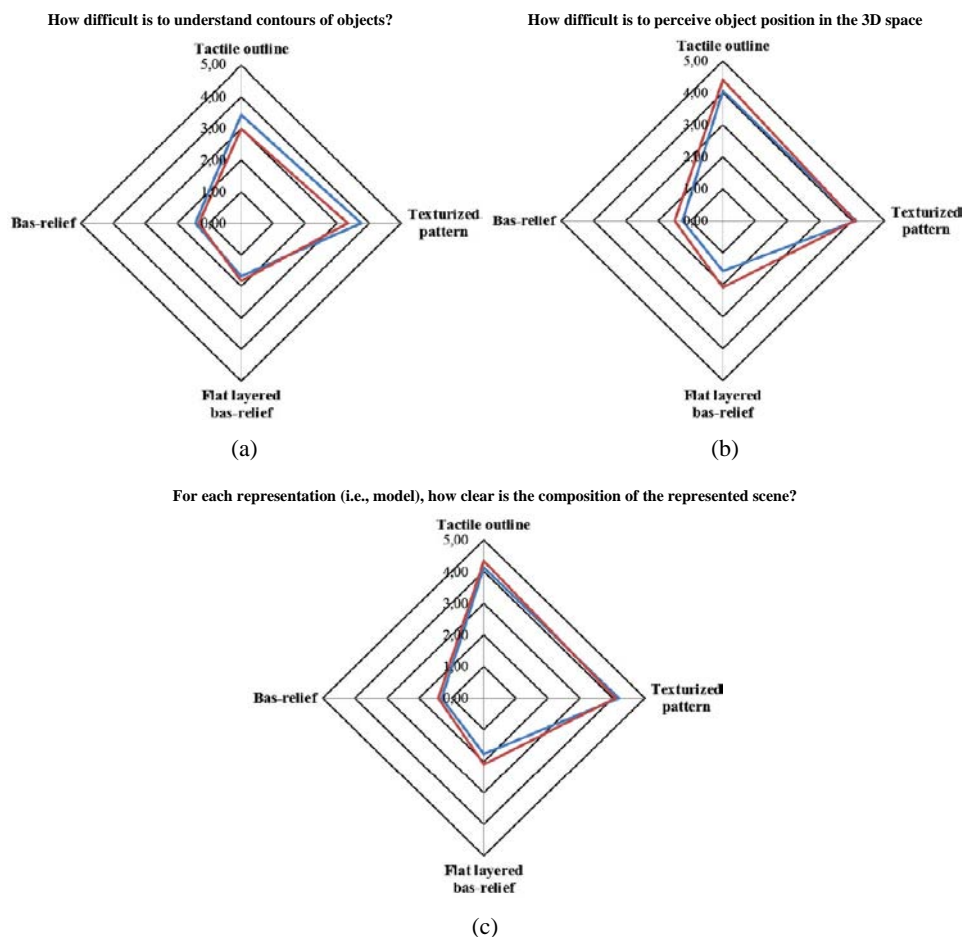 How difficult is to understand contours of objects?
Tactile outline
5,00
4,00
3,00
2,00
1,00
0,00
Bas-relief
Texturized
pattern
Flat layered
bas-relief
(a)
How difficult is to perceive object position in the 3D space
Tactile outline
5,00
4,00
3,00
2,00
1,00
0,00
Bas-relief
Texturized
pattern
Flat layered
bas-relief
(b)
For each representation (i.e., model), how clear is the composition of the represented scene?
Tactile outline
5,00
4,00
3,00
2,00
1,00
0,00
Bas-relief
Texturized
pattern
Flat layered
bas-relief
(c)